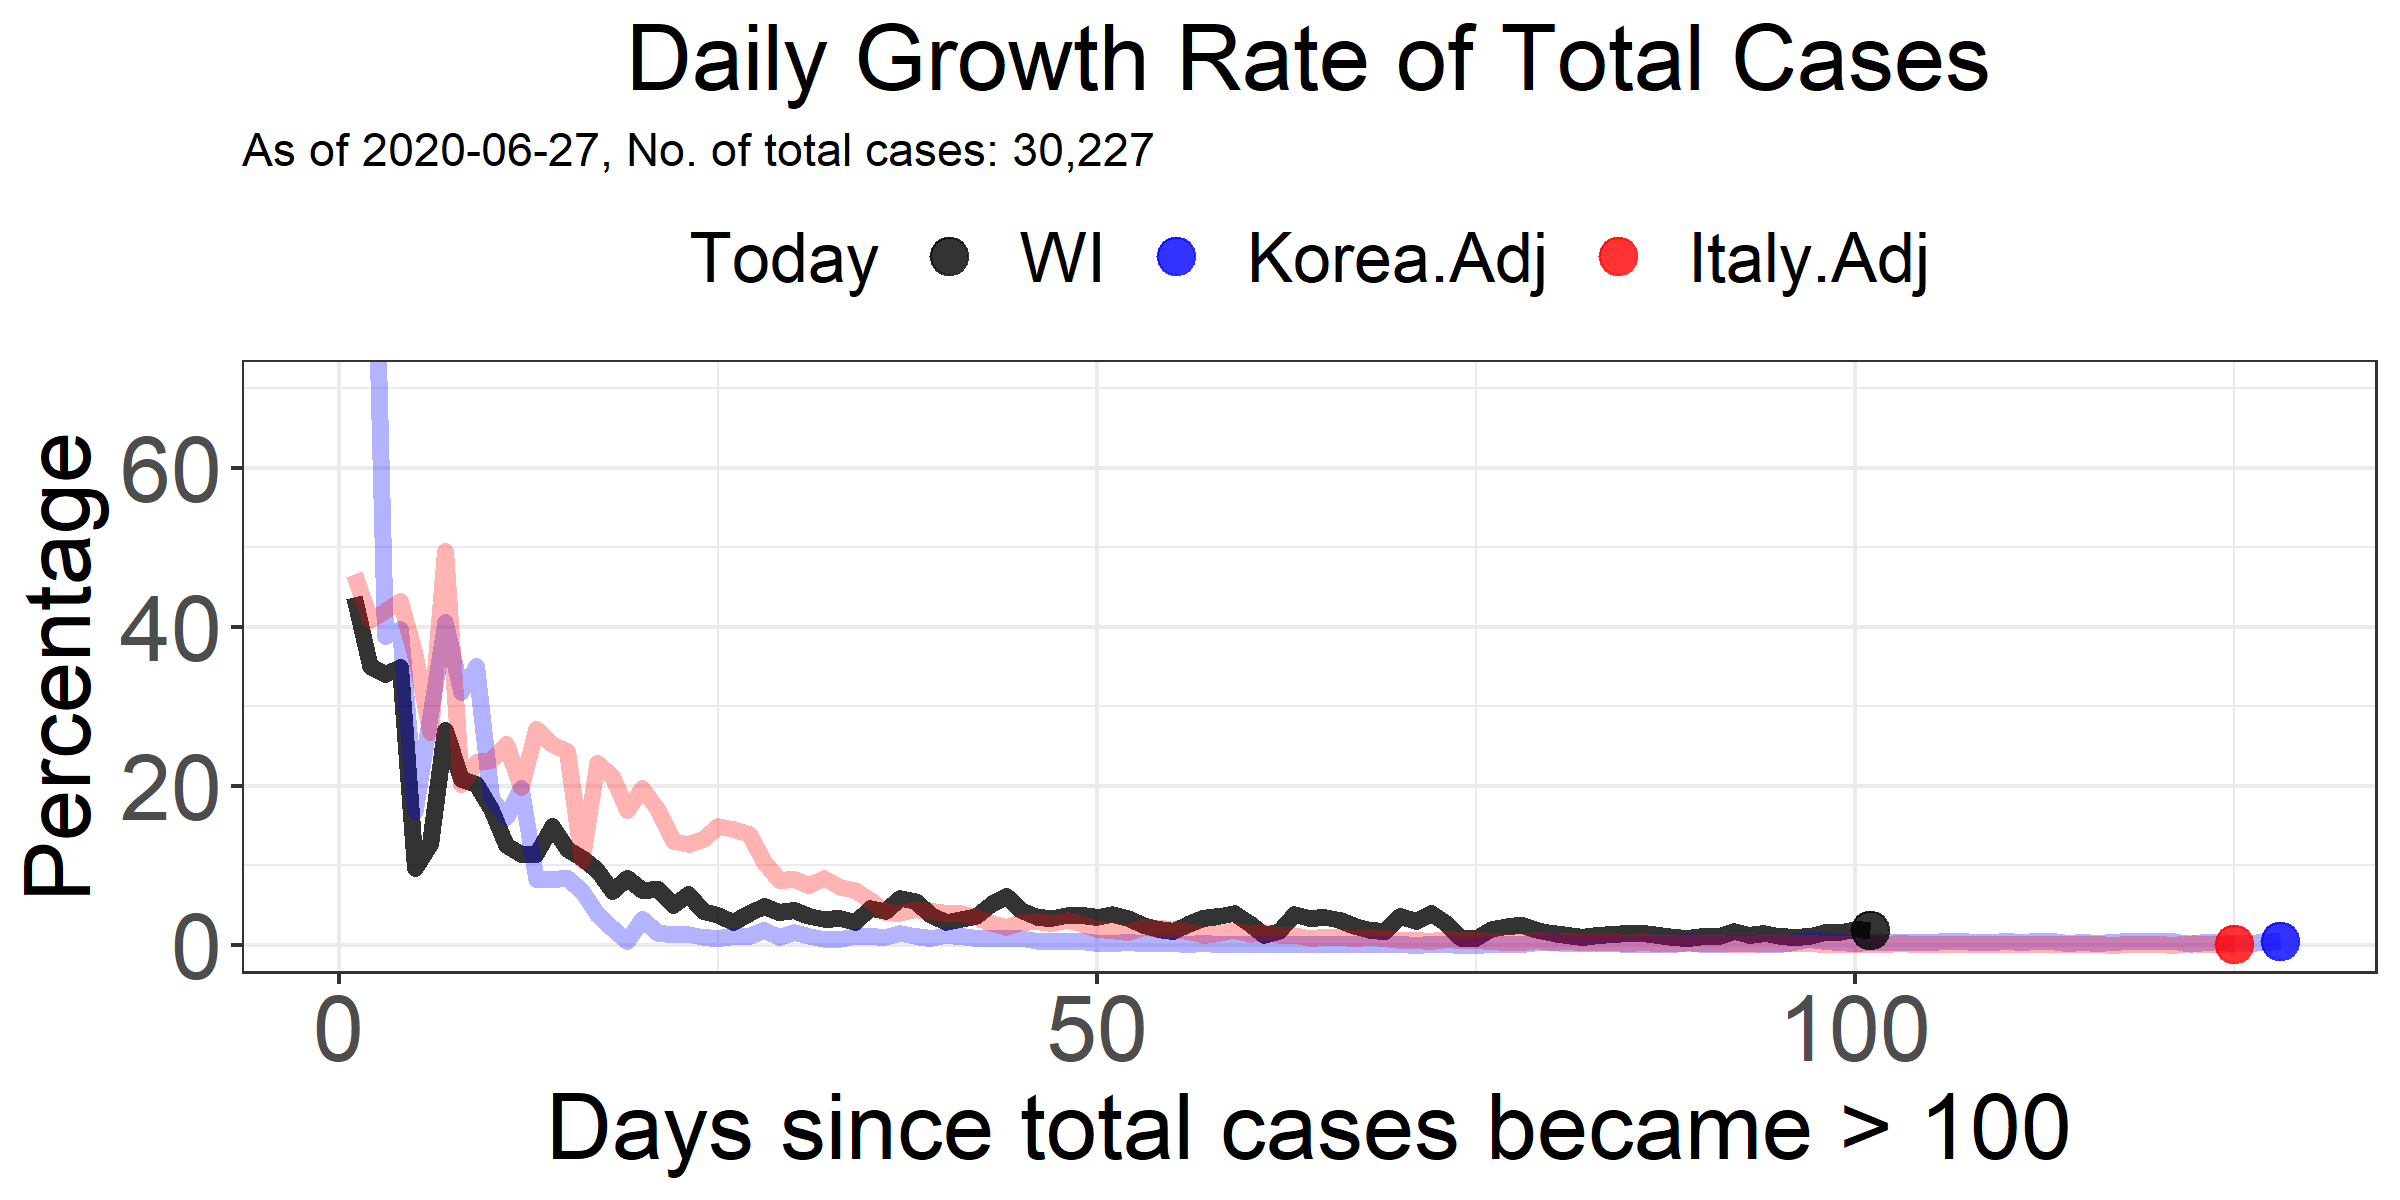 Daily Growth Rate of Total Cases
As of 2020-06-27, No. of total cases: 30,227
Today WI Korea.Adj Italy.Adj
Percentage
60
40
20
0
0 50 100
Days since total cases became > 100